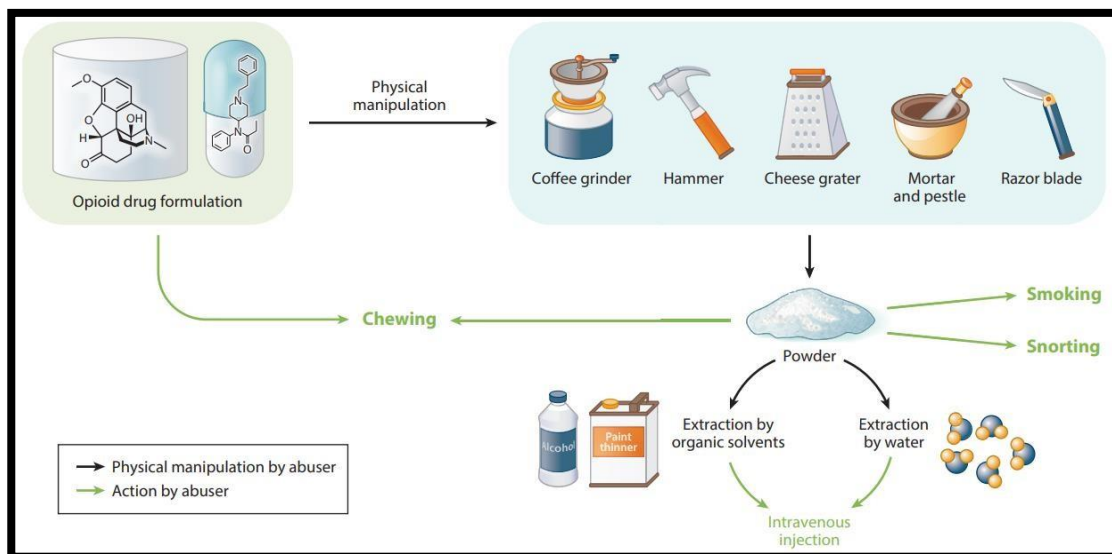 MeO
OH
H
N
O
N
N
O
Opioid drug formulation
Physical
manipulation
Coffee grinder
Hammer
Cheese grater
Mortar
and pestle
Razor blade
Chewing
Powder
Smoking
Snorting
Alcohol
Paint
thinner
Extraction by
organic solvents
Extraction
by water
Intravenous
injection
Physical manipulation by abuser
Action by abuser